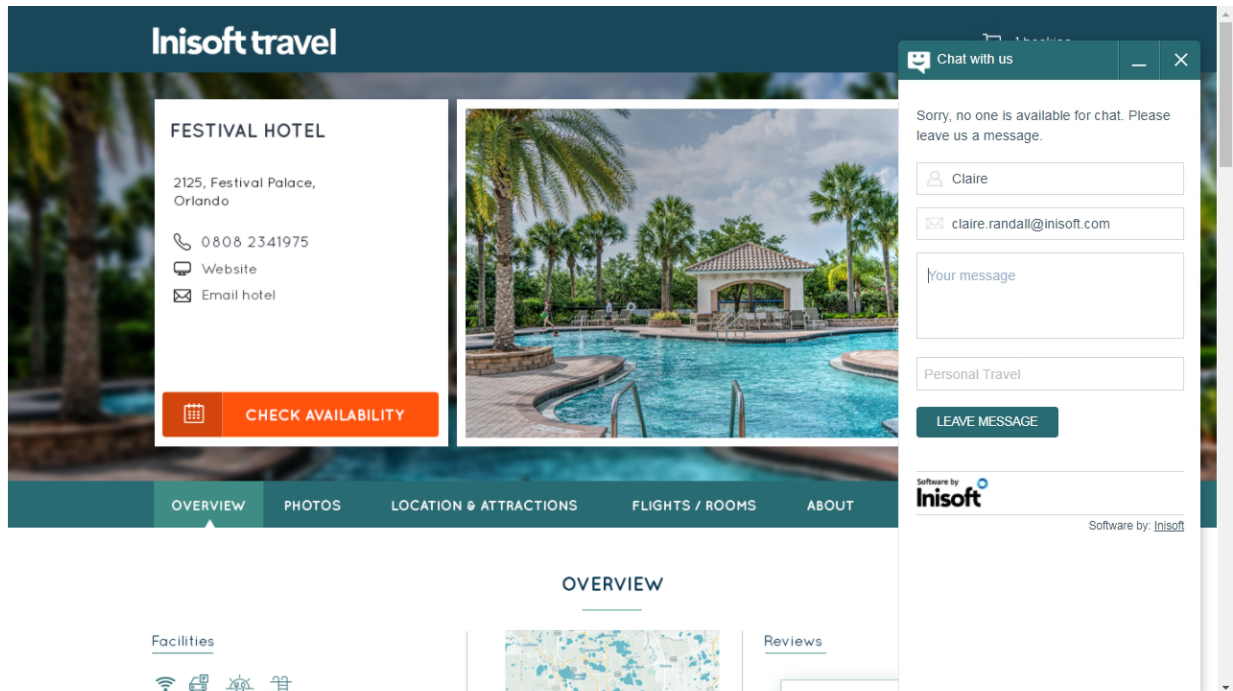 Inisoft travel
1 booking
Chat with us
FESTIVAL HOTEL
2125, Festival Palace,
Orlando
0808 2341975
Website
Email hotel
CHECK AVAILABILITY
Sorry, no one is available for chat. Please
leave us a message.
Claire
claire.randall@inisoft.com
Your message
Personal Travel
LEAVE MESSAGE
Software by
Inisoft
Software by: Inisoft
OVERVIEW
PHOTOS
LOCATION & ATTRACTIONS
FLIGHTS / ROOMS
ABOUT
OVERVIEW
Facilities
Reviews